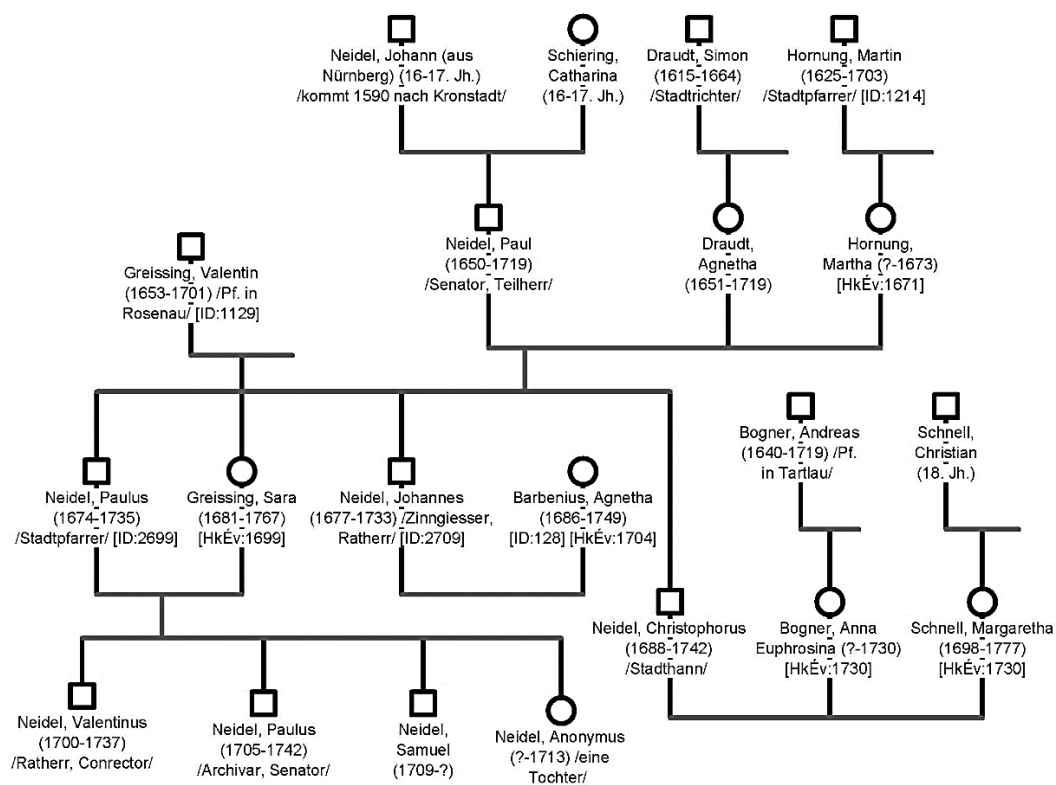 Neidel, Johann (aus
Nürnberg) (16-17. Jh.)
/kommt 1590 nach Kronstadt/
Schiering,
Catharina
(16-17. Jh.)
Draudt, Simon
(1615-1664)
/Stadtrichter/
Hornung, Martin
(1625-1703)
/Stadtpfarrer/ [ID:1214]
Greissing, Valentin
(1653-1701) /Pf. in
Rosenau/ [ID:1129]
Neidel, Paul
(1650-1719)
/Senator, Teilherr/
Draudt,
Agnetha
(1651-1719)
Hornung,
Martha (?-1673)
[HkÉv:1671]
Bogner, Andreas
(1640-1719) /Pf.
in Tartlau/
Schnell,
Christian
(18. Jh.)
Neidel, Paulus
(1674-1735)
/Stadtpfarrer/ [ID:2699]
Greissing, Sara
(1681-1767)
[HkÉv:1699]
Neidel, Johannes
(1677-1733) /Zinngiesser,
Ratherr/ [ID:2709]
Barbenius, Agnetha
(1686-1749)
[ID:128] [HkÉv:1704]
Neidel, Christophorus
(1688-1742)
/Stadthann/
Bogner, Anna
Euphrosina (?-1730)
[HkÉv:1730]
Schnell, Margaretha
(1698-1777)
[HkÉv:1730]
Neidel, Valentinus
(1700-1737)
/Ratherr, Conrector/
Neidel, Paulus
(1705-1742)
/Archivar, Senator/
Neidel,
Samuel
(1709-?)
Neidel, Anonymus
(?-1713) /eine
Tochter/